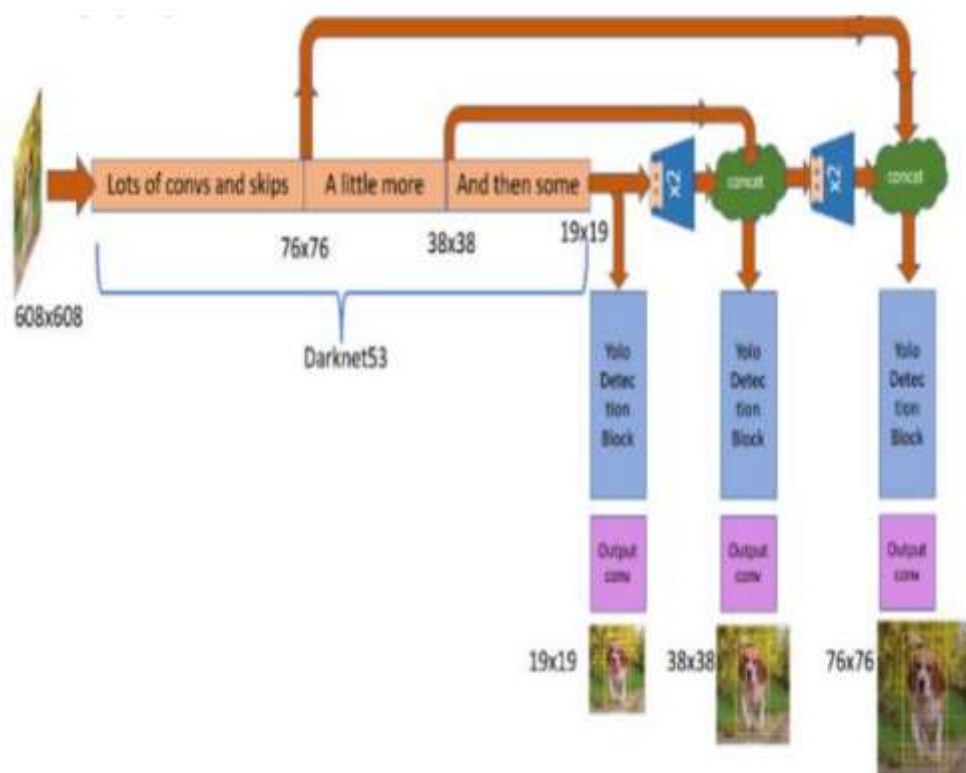 Lots of convs and skips
A little more
And then some
x2
concat
x2
concat
76x76
38x38
19x19
608x608
Darknet53
Yolo
Detec
tion
Block
Yolo
Detec
tion
Block
Yolo
Detec
tion
Block
Output
conv
Output
conv
Output
conv
19x19
38x38
76x76